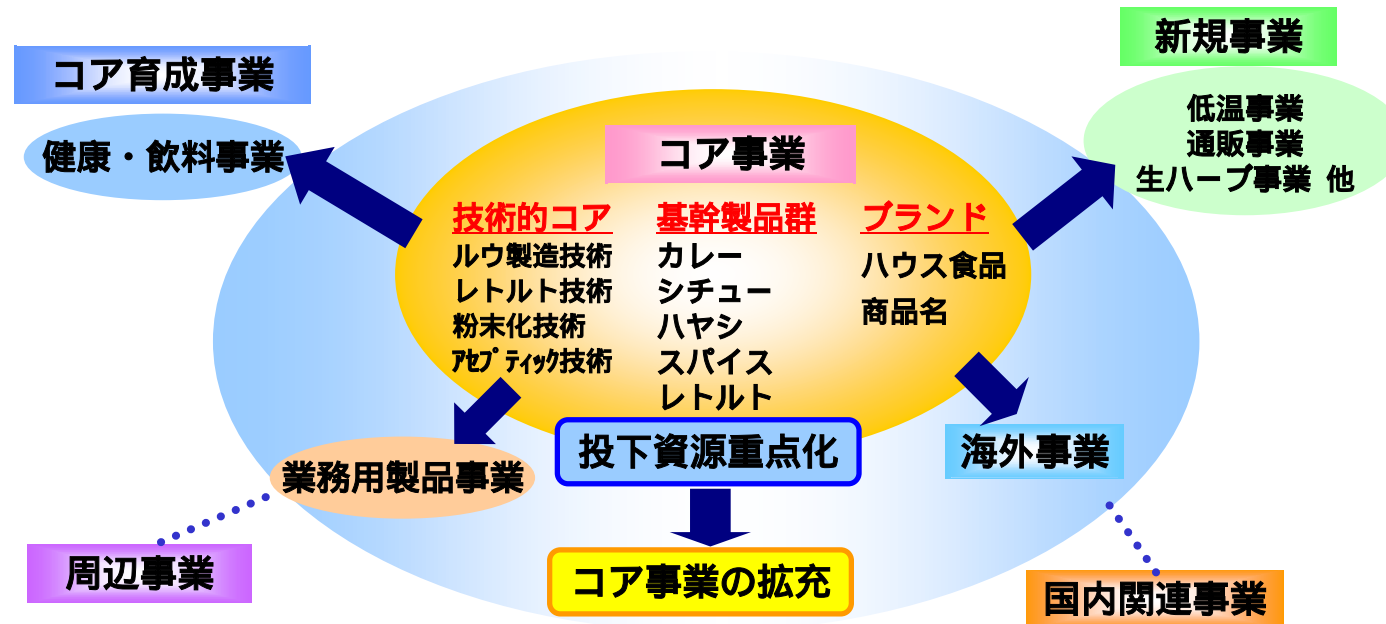 新規事業
コア育成事業
低温事業
通販事業
生ハーブ事業 他
健康・飲料事業
コア事業
技術的コア
ルウ製造技術
レトルト技術
粉末化技術
ｱｾﾌﾟﾃｨｯｸ技術
基幹製品群
カレー
シチュー
ハヤシ
スパイス
レトルト
ブランド
ハウス食品
商品名
投下資源重点化
海外事業
業務用製品事業
周辺事業
コア事業の拡充
国内関連事業